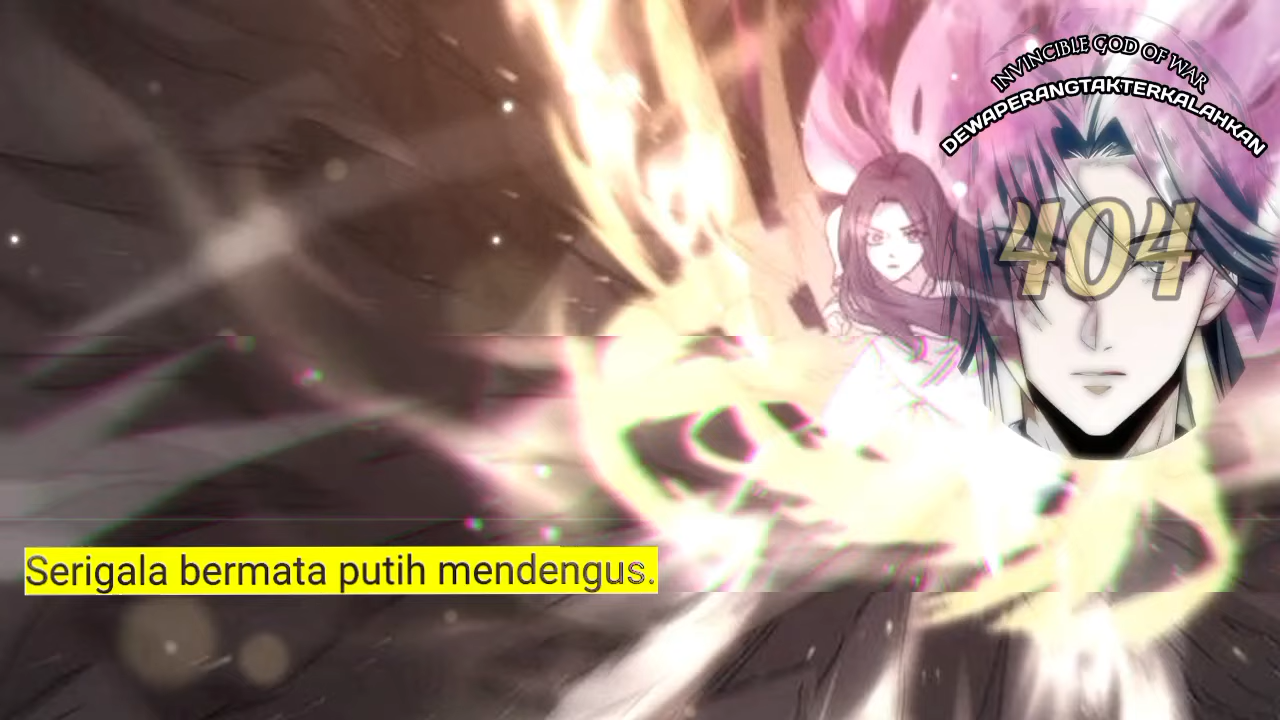 INVINCIBLE GOD OF WAR
DEWAPERANGTAKTERKALAHKAN
404
Serigala bermata putih mendengus.